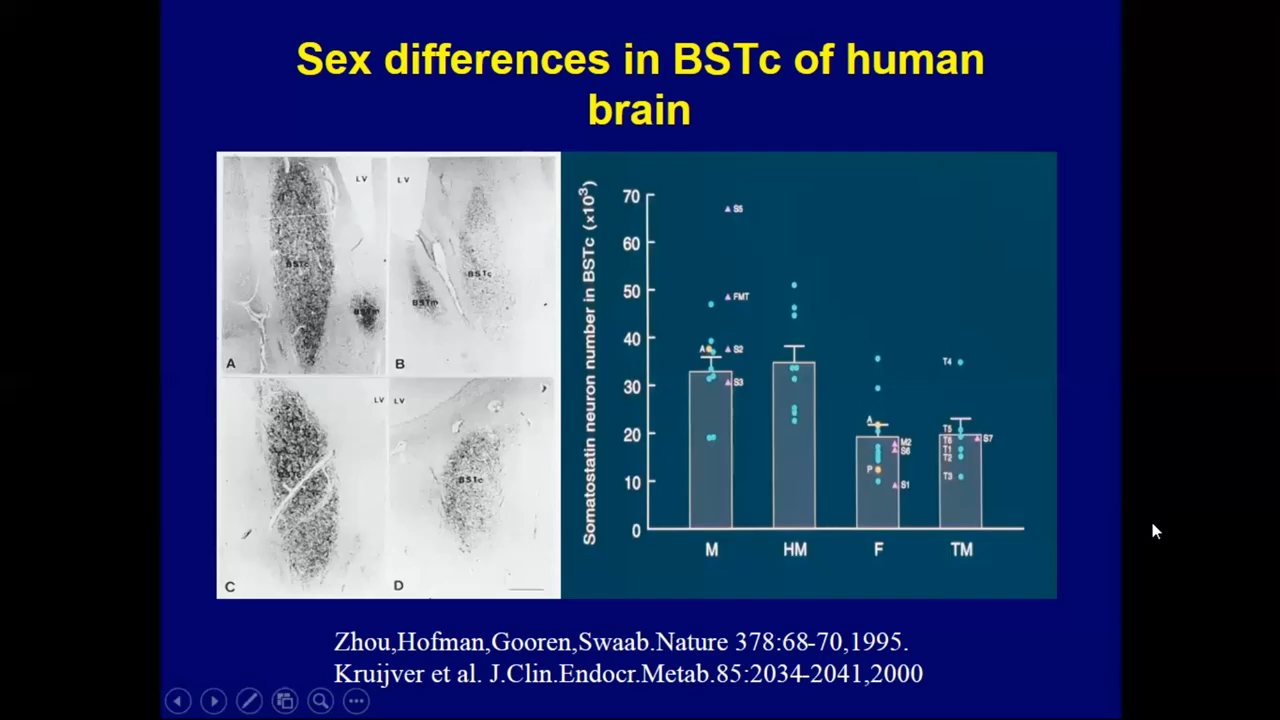 Sex differences in BSTc of human
brain
LV
LV
BSTc
BSTc
BSTm
BSTm
A
B
LV
LV
BSTc
C
D
Somatostatin neuron number in BSTc (x10³)
70
60
50
40
30
20
10
0
S5
FMT
A
S2
S3
A
M2
S6
P
S1
T4
T5
T6
S7
T1
T2
T3
M
HM
F
TM
Zhou,Hofman,Gooren,Swaab.Nature 378:68-70,1995.
Kruijver et al. J.Clin.Endocr.Metab.85:2034-2041,2000